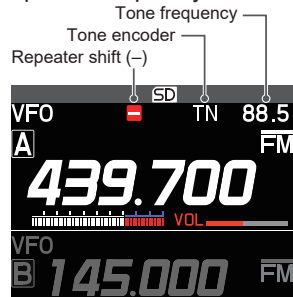 Tone frequency
Tone encoder
Repeater shift (–)
SD
VFO – TN 88.5
A FM
439.700
VOL
VFO
B 145.000 FM